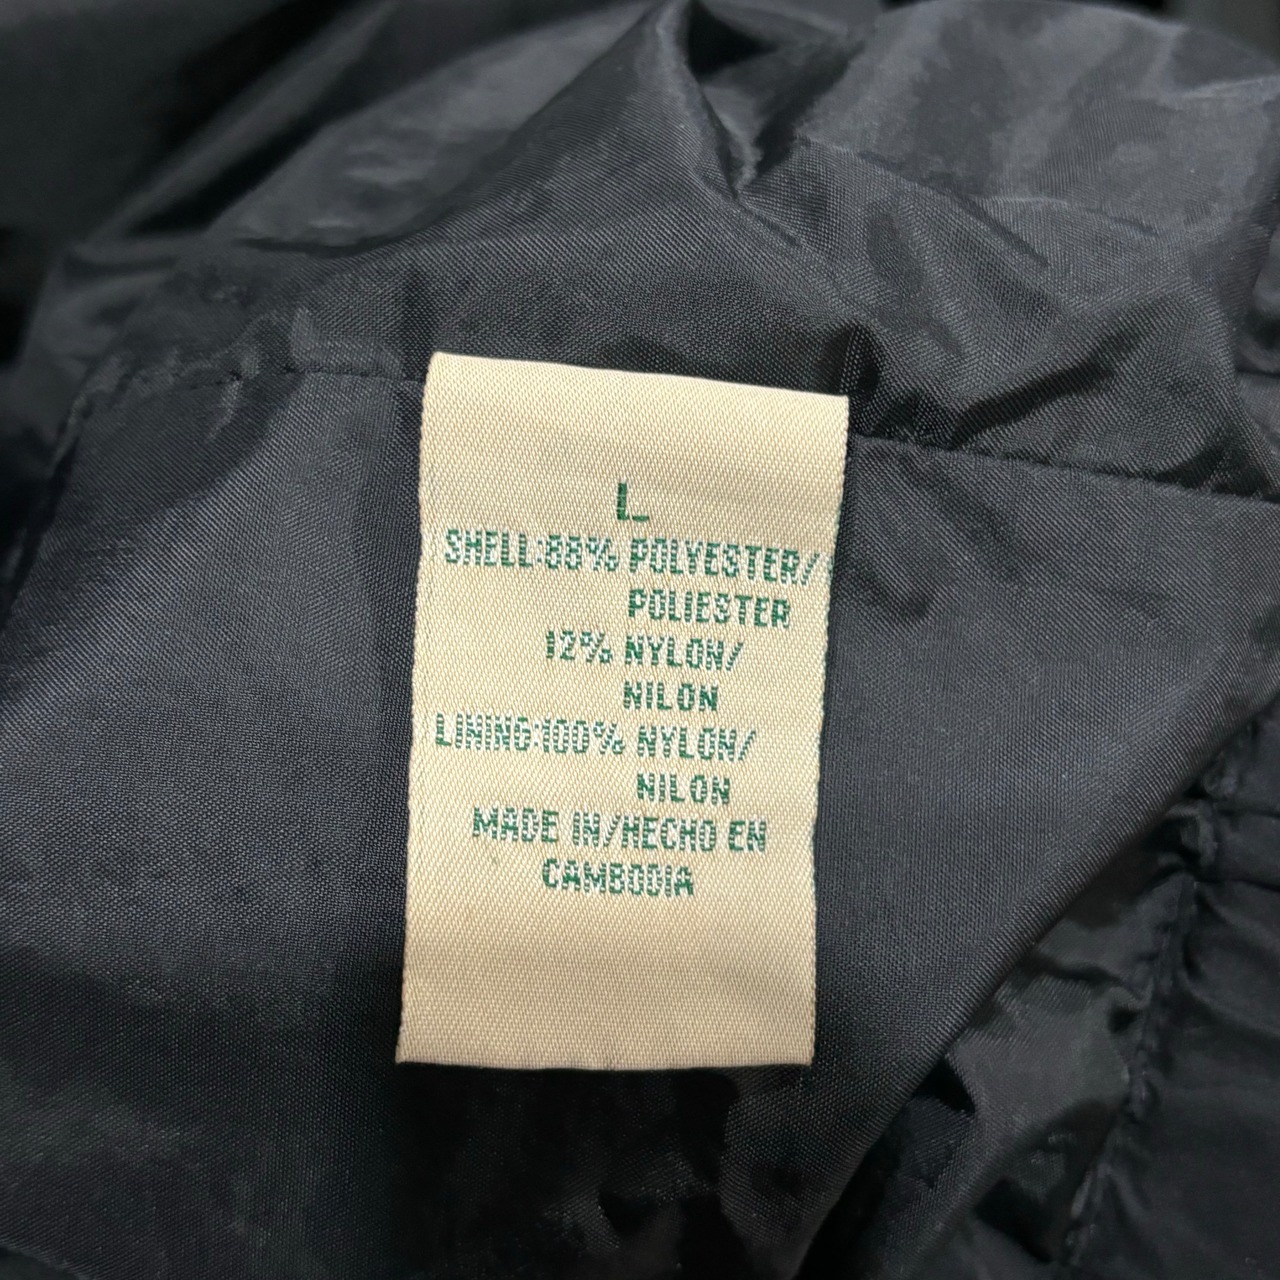 L
SHELL:88% POLYESTER/
POLIESTER
12% NYLON/
NILON
LINING:100% NYLON/
NILON
MADE IN/HECHO EN
CAMBODIA